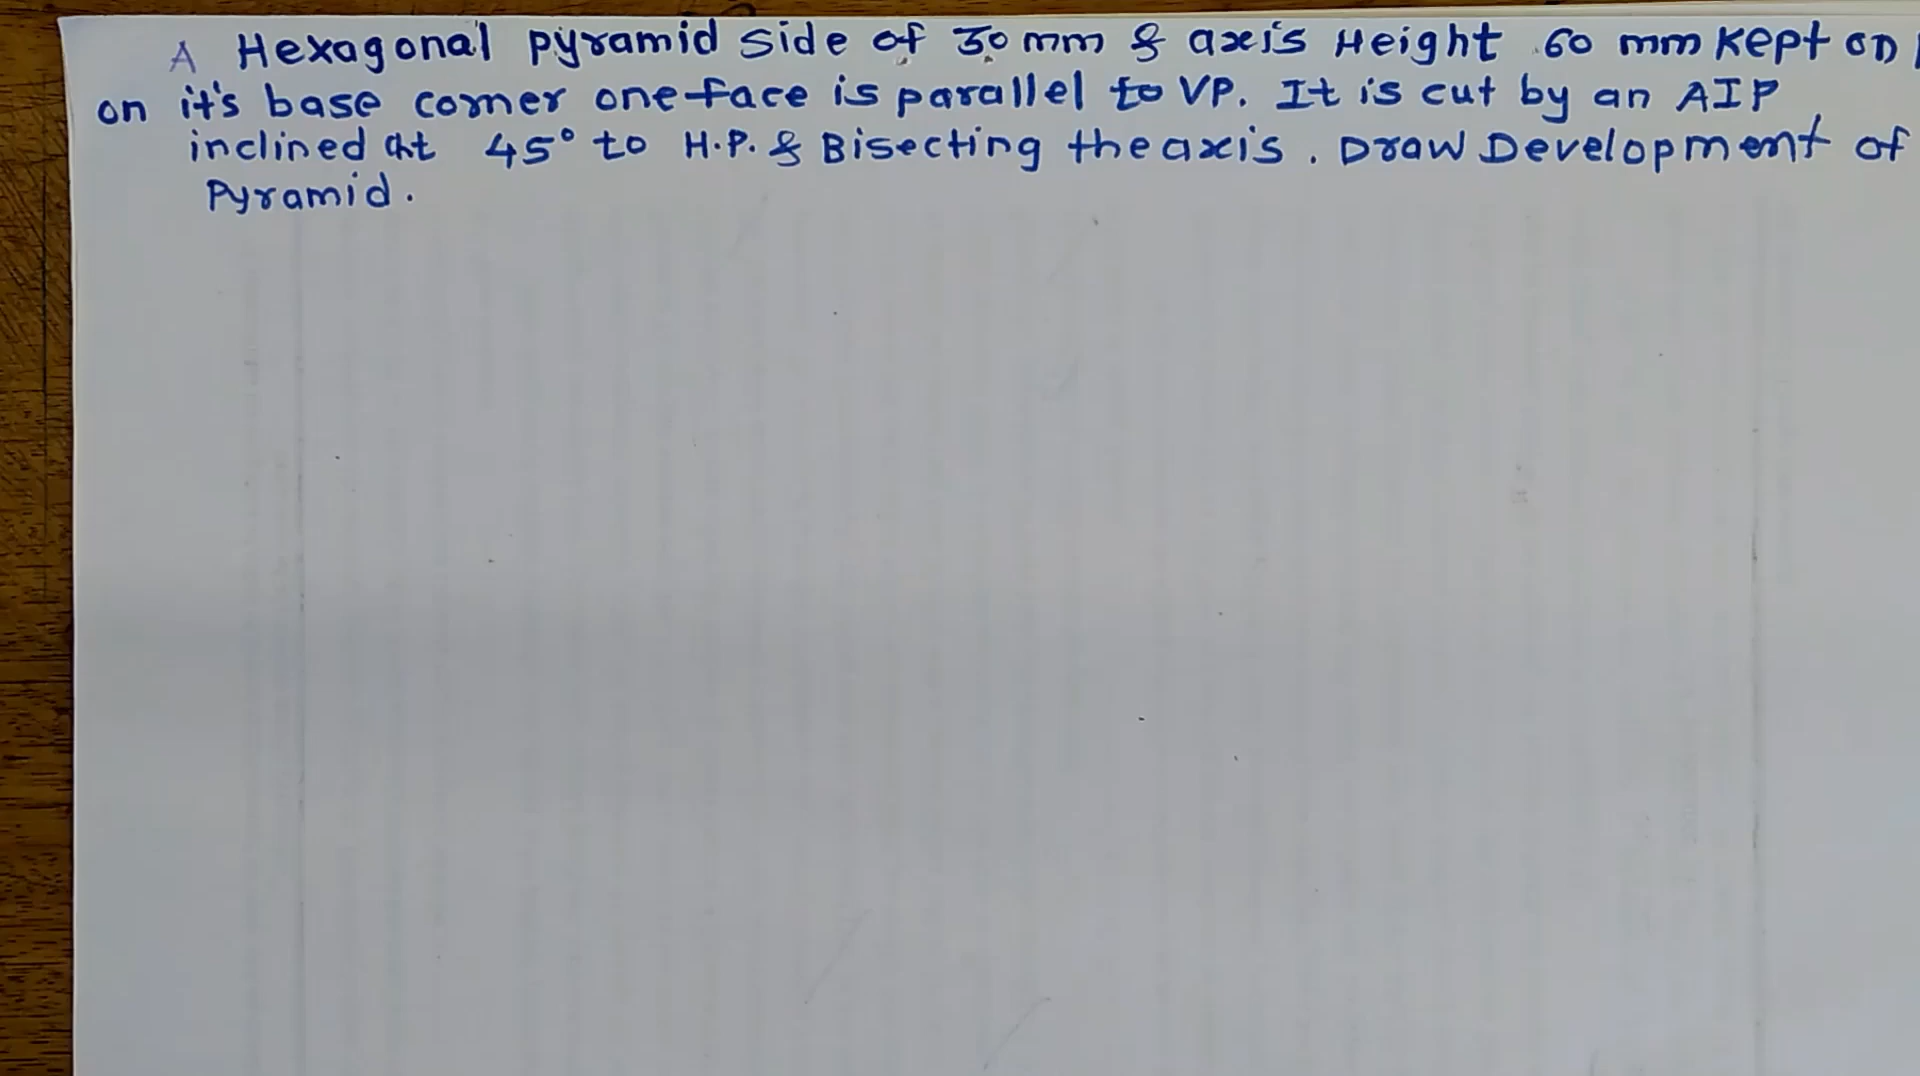 A Hexagonal pyramid side of 30 mm & axis Height 60 mm kept on
on it's base corner one face is parallel to VP. It is cut by an AIP
inclined at 45° to H.P. & Bisecting the axis. Draw Development of
Pyramid.